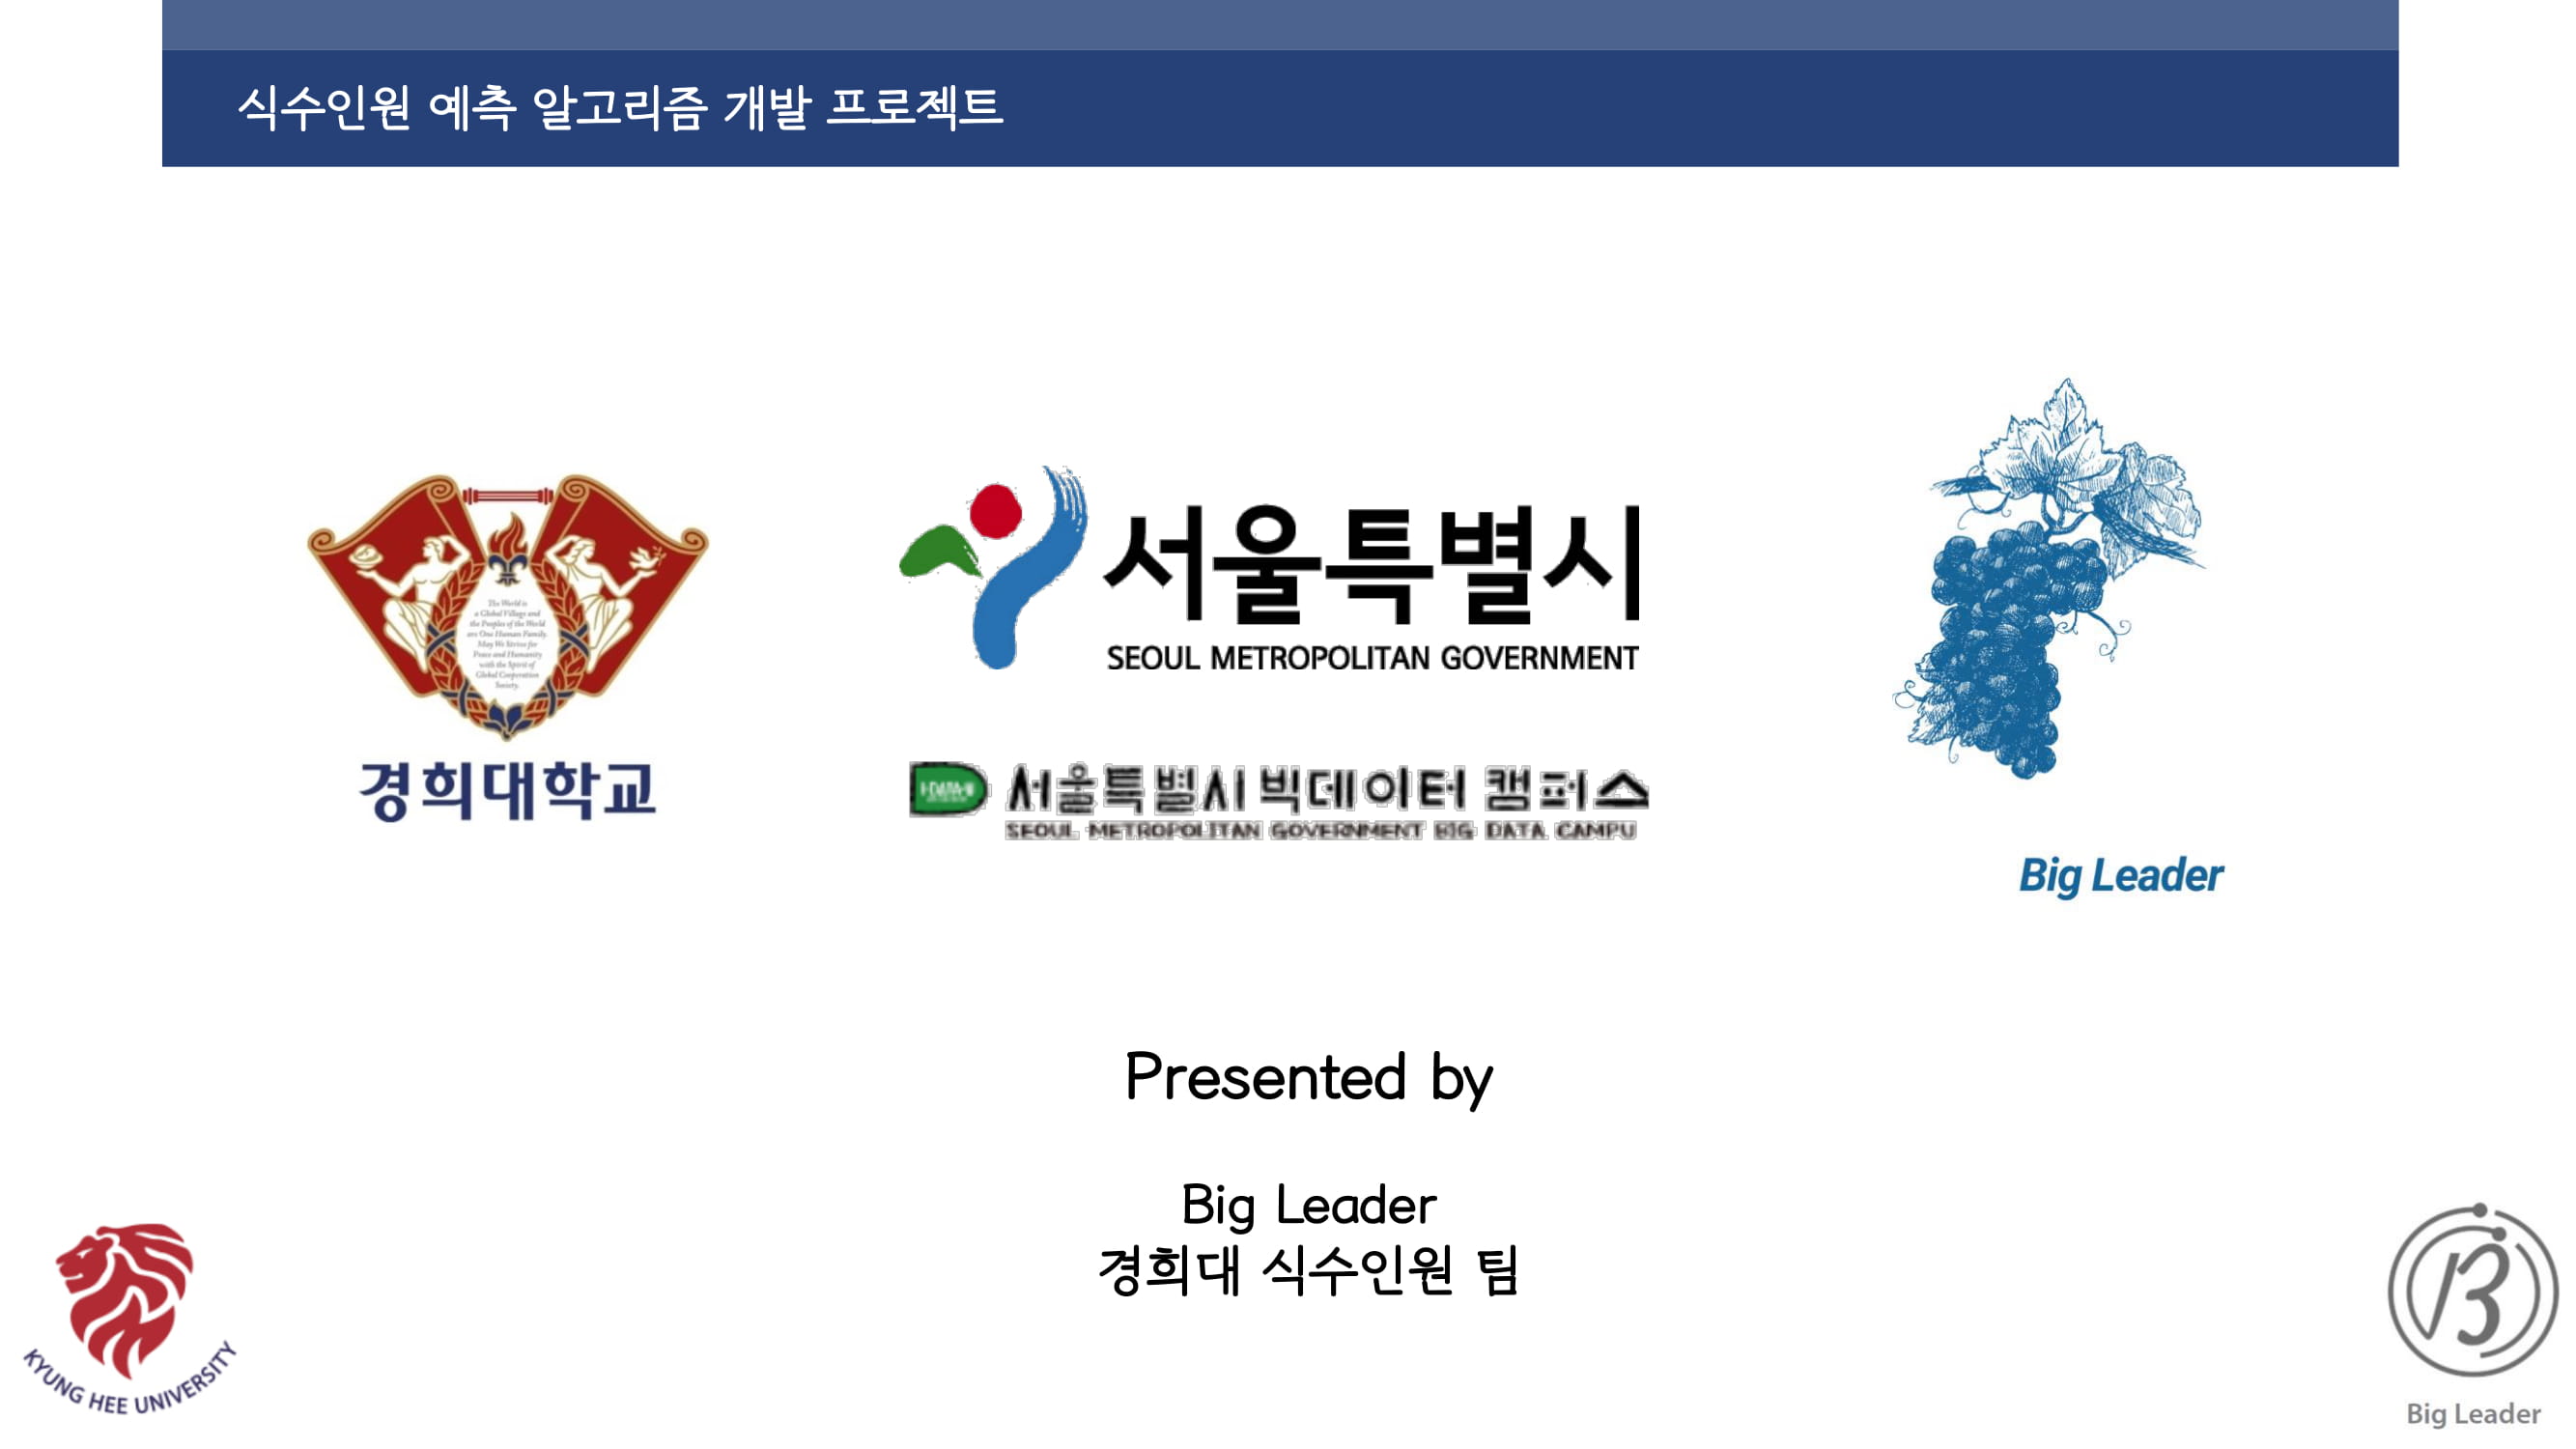 식수인원 예측 알고리즘 개발 프로젝트
The World is
a Global Village and
the Peoples of the World
are One Human Family.
May We Strive for
Peace and Humanity
with the Spirit of
Global Cooperation
Society.
경희대학교
서울특별시
SEOUL METROPOLITAN GOVERNMENT
서울특별시 빅데이터 캠퍼스
SEOUL METROPOLITAN GOVERNMENT BIG DATA CAMPU
Big Leader
Presented by
Big Leader
경희대 식수인원 팀
KYUNG HEE UNIVERSITY
Big Leader